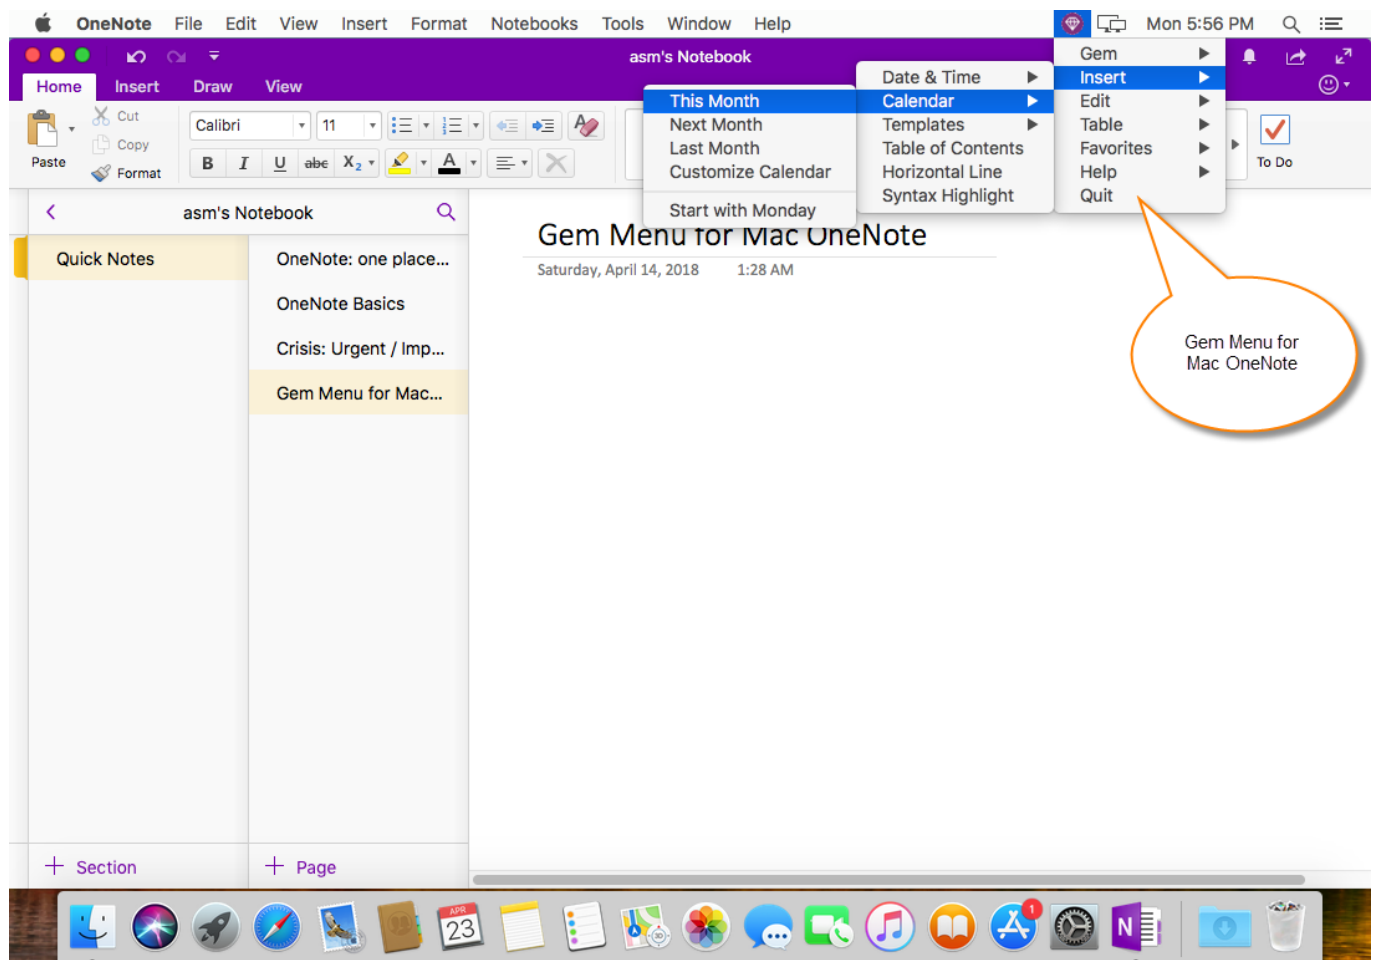 OneNote File Edit View Insert Format Notebooks Tools Window Help Mon 5:56 PM
asm's Notebook
Home Insert Draw View
Cut
Copy
Format
Paste
Calibri 11
B I U abc X2 A
To Do
Gem
Insert
Edit
Table
Favorites
Help
Quit
Date & Time
Calendar
Templates
Table of Contents
Horizontal Line
Syntax Highlight
This Month
Next Month
Last Month
Customize Calendar
Start with Monday
asm's Notebook
Quick Notes
OneNote: one place...
OneNote Basics
Crisis: Urgent / Imp...
Gem Menu for Mac...
Gem Menu for Mac OneNote
Saturday, April 14, 2018 1:28 AM
Gem Menu for
Mac OneNote
+ Section
+ Page
APR
23
3D
1
N